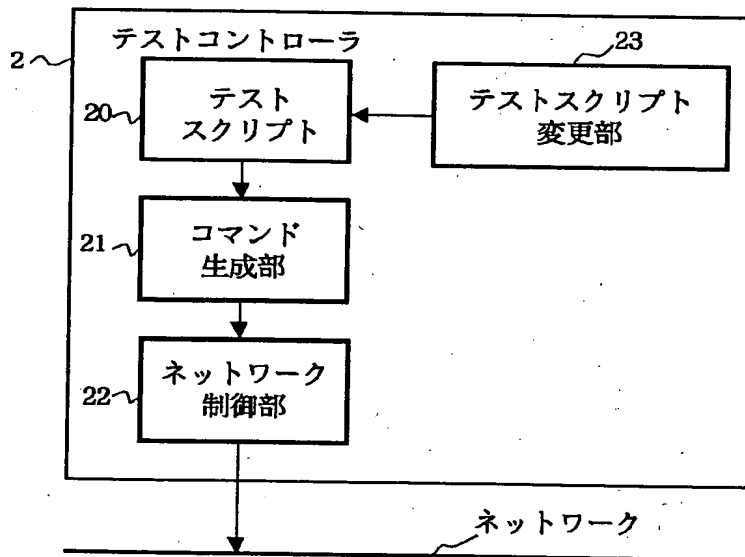 テストコントローラ
2
23
20
テスト
スクリプト
テストスクリプト
変更部
21
コマンド
生成部
22
ネットワーク
制御部
ネットワーク